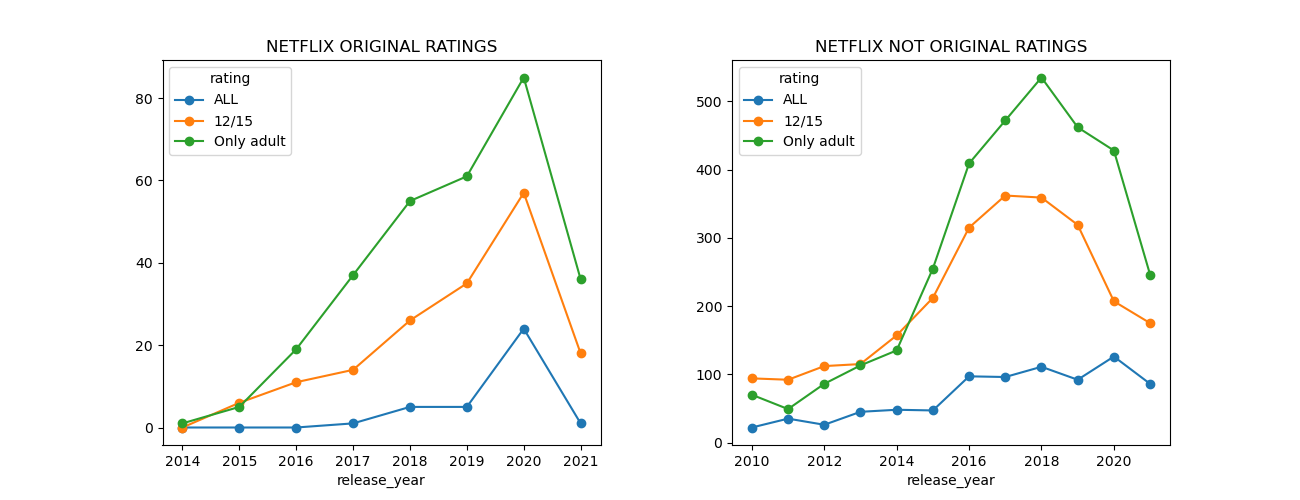 NETFLIX ORIGINAL RATINGS
rating
ALL
12/15
Only adult
80
60
40
20
0
2014 2015 2016 2017 2018 2019 2020 2021
release_year
NETFLIX NOT ORIGINAL RATINGS
rating
ALL
12/15
Only adult
500
400
300
200
100
0
2010 2012 2014 2016 2018 2020
release_year